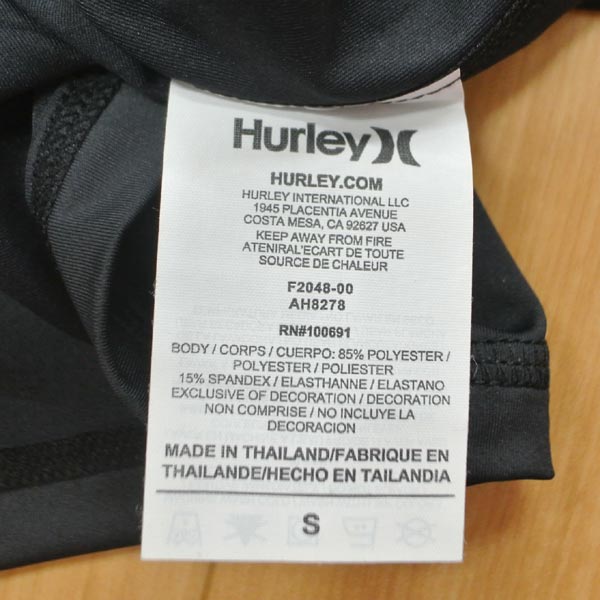 Hurley
HURLEY.COM
HURLEY INTERNATIONAL LLC
1945 PLACENTIA AVENUE
COSTA MESA, CA 92627 USA
KEEP AWAY FROM FIRE
ATENIRAL'ECART DE TOUTE
SOURCE DE CHALEUR
F2048-00
AH8278
RN#100691
BODY / CORPS / CUERPO: 85% POLYESTER /
POLYESTER / POLIESTER
15% SPANDEX / ELASTHANNE / ELASTANO
EXCLUSIVE OF DECORATION / DECORATION
NON COMPRISE / NO INCLUYE LA
DECORACION
MADE IN THAILAND/FABRIQUE EN
THAILANDE/HECHO EN TAILANDIA
S